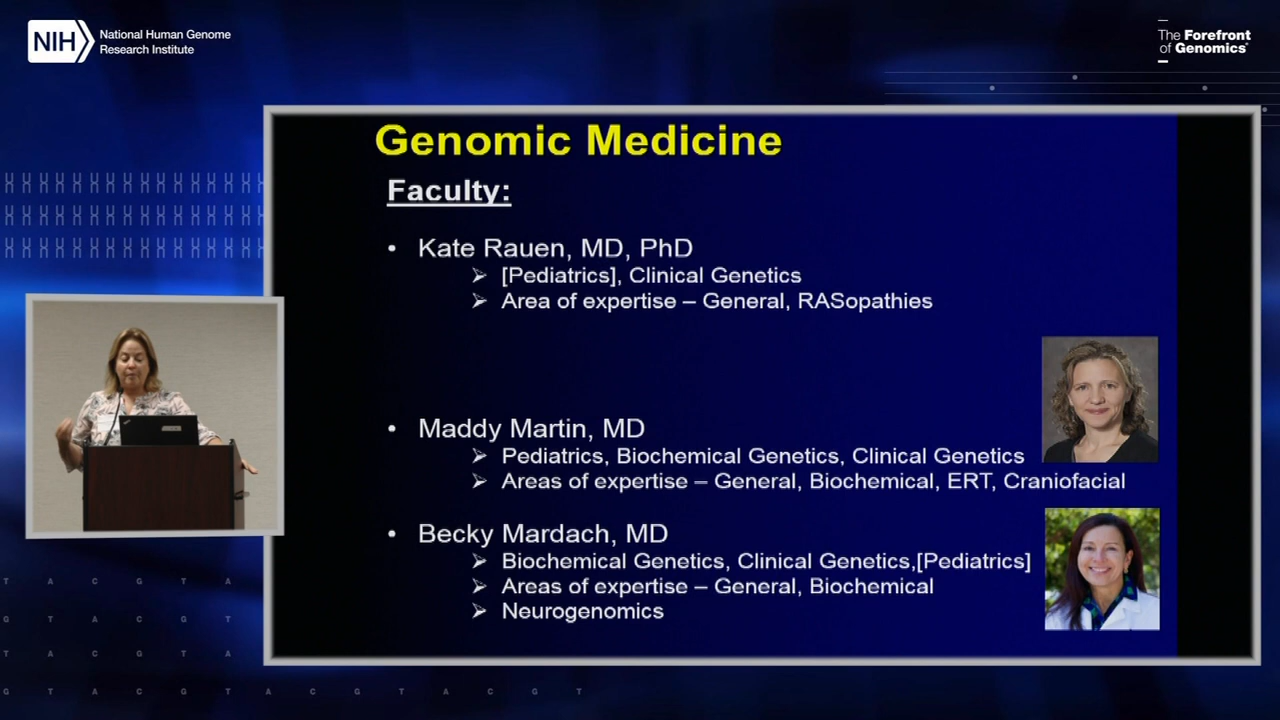 NIH
National Human Genome
Research Institute
The Forefront
of Genomics®
Genomic Medicine
Faculty:
• Kate Rauen, MD, PhD
➢ [Pediatrics], Clinical Genetics
➢ Area of expertise – General, RASopathies
• Maddy Martin, MD
➢ Pediatrics, Biochemical Genetics, Clinical Genetics
➢ Areas of expertise – General, Biochemical, ERT, Craniofacial
• Becky Mardach, MD
➢ Biochemical Genetics, Clinical Genetics,[Pediatrics]
➢ Areas of expertise – General, Biochemical
➢ Neurogenomics
T A C G T A
G T A C G T
T A C G T A
G T A C G T A C G T A C G T